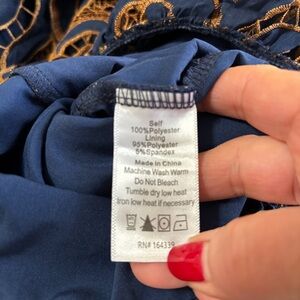 Self
100%Polyester
Lining
95%Polyester
5%Spandex
Made in China
Machine Wash Warm
Do Not Bleach
Tumble dry low heat
Iron low heat if necessary
RN# 164339